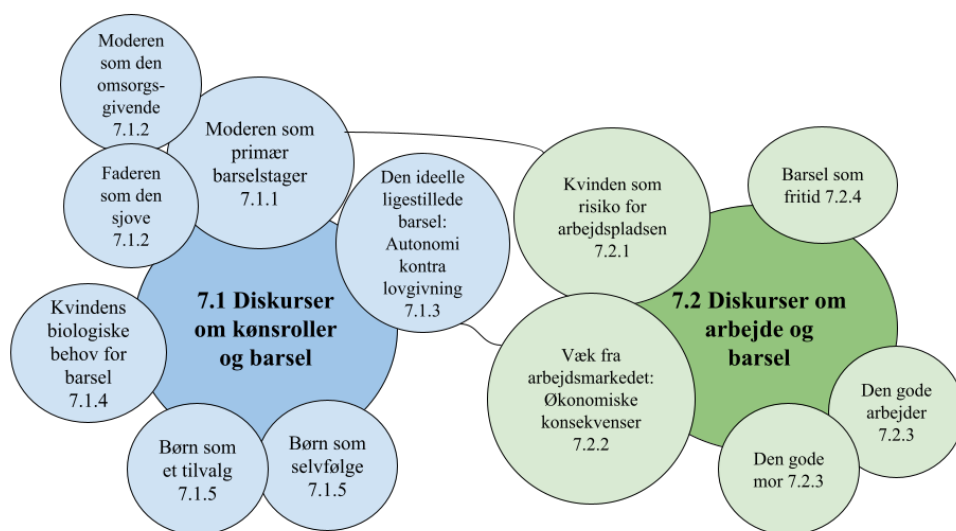 Moderen
som den
omsorgs-
givende
7.1.2
Moderen som
primær
barselstager
7.1.1
Faderen
som den
sjove
7.1.2
Den ideelle
ligestillede
barsel:
Autonomi
kontra
lovgivning
7.1.3
7.1 Diskurser
om kønsroller
og barsel
Kvindens
biologiske
behov for
barsel
7.1.4
Børn som
et tilvalg
7.1.5
Børn som
selvfølge
7.1.5
Kvinden som
risiko for
arbejdspladsen
7.2.1
Barsel som
fritid 7.2.4
7.2 Diskurser om
arbejde og
barsel
Væk fra
arbejdsmarkedet:
Økonomiske
konsekvenser
7.2.2
Den gode
arbejder
7.2.3
Den gode
mor 7.2.3